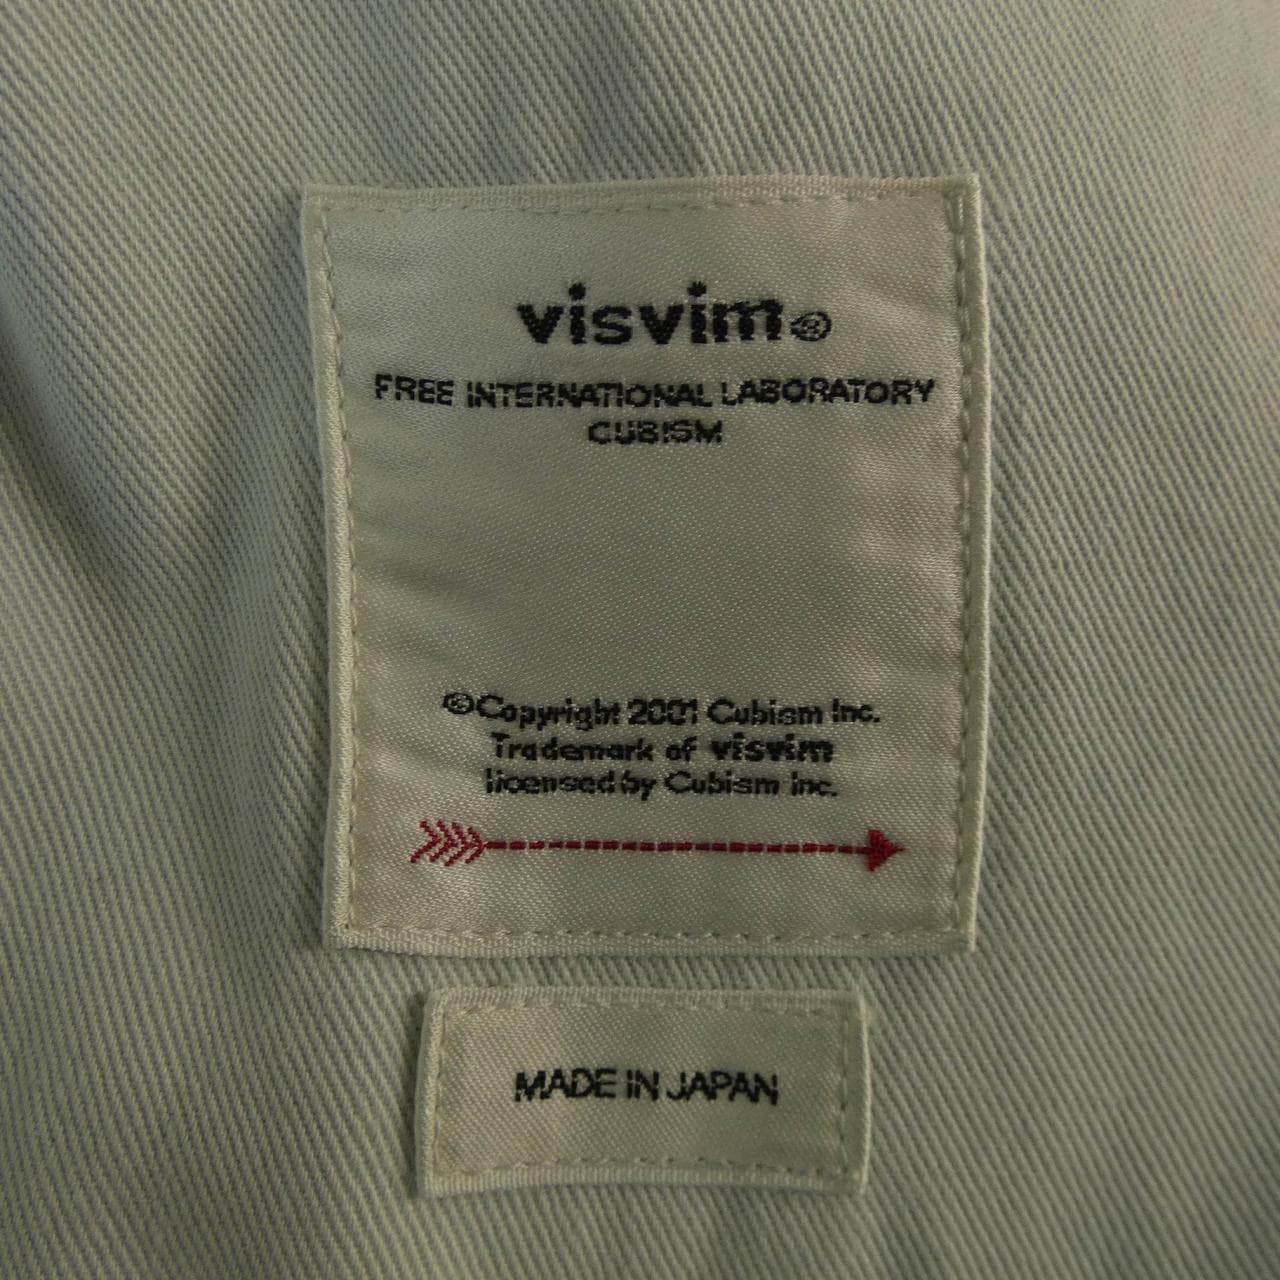 visvim®
FREE INTERNATIONAL LABORATORY
CUBISM
©Copyright 2001 Cubism Inc.
Trademark of visvim
licensed by Cubism Inc.
MADE IN JAPAN